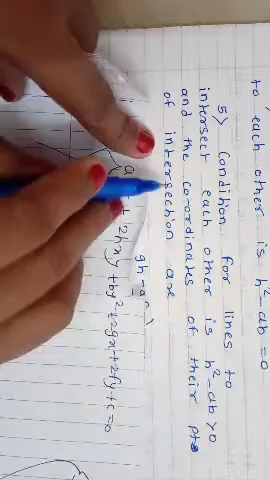 to each other is h²-ab=0
5) Condition for lines to
intersect each other is h²-ab>0
and the co-ordinates of their pts
of intersection are
gh-a
a + 2hxy + by² + 2gx + 2fy + c = 0